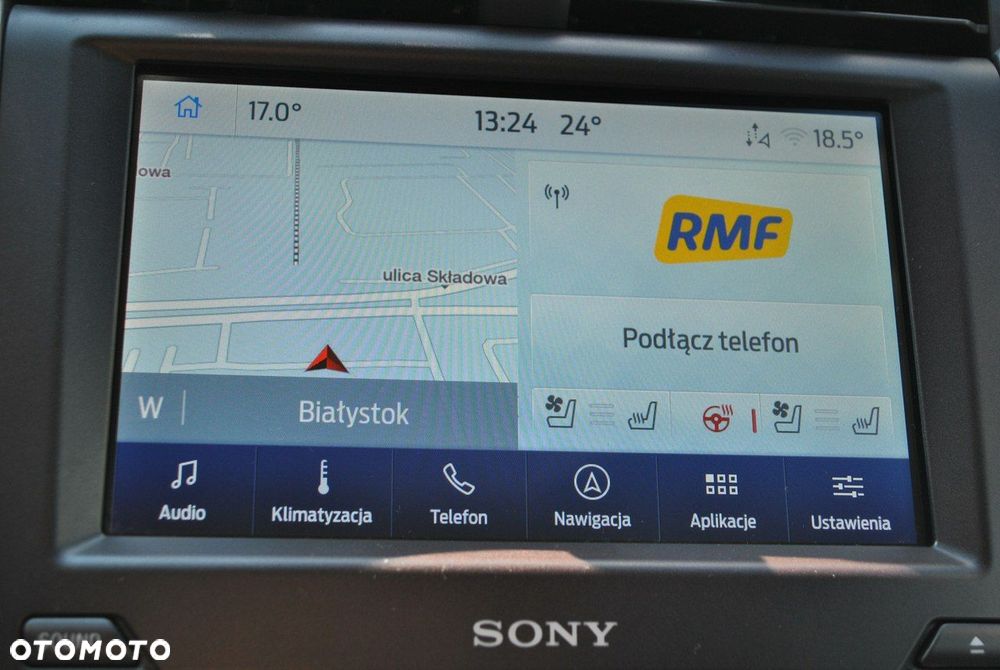 17.0°
13:24 24°
18.5°
owa
ulica Składowa
RMF
Podłącz telefon
W
Białystok
Audio
Klimatyzacja
Telefon
Nawigacja
Aplikacje
Ustawienia
SOUND
SONY
OTOMOTO